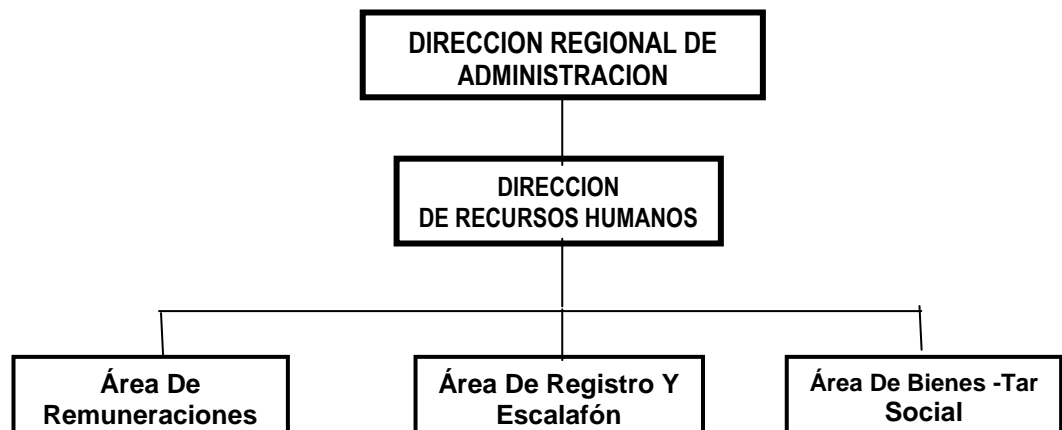 DIRECCION REGIONAL DE
ADMINISTRACION
DIRECCION
DE RECURSOS HUMANOS
Área De
Remuneraciones
Área De Registro Y
Escalafón
Área De Bienes -Tar
Social